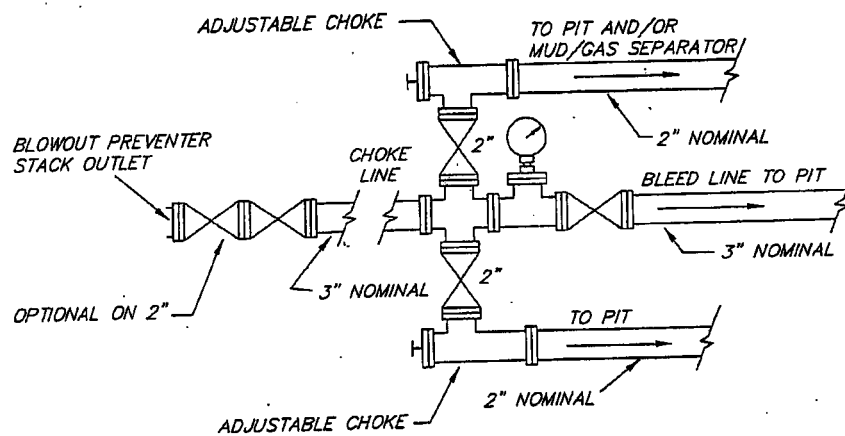 ADJUSTABLE CHOKE
TO PIT AND/OR
MUD/GAS SEPARATOR
2" NOMINAL
BLOWOUT PREVENTER
STACK OUTLET
CHOKE
LINE
2"
BLEED LINE TO PIT
3" NOMINAL
OPTIONAL ON 2"
3" NOMINAL
2"
TO PIT
2" NOMINAL
ADJUSTABLE CHOKE